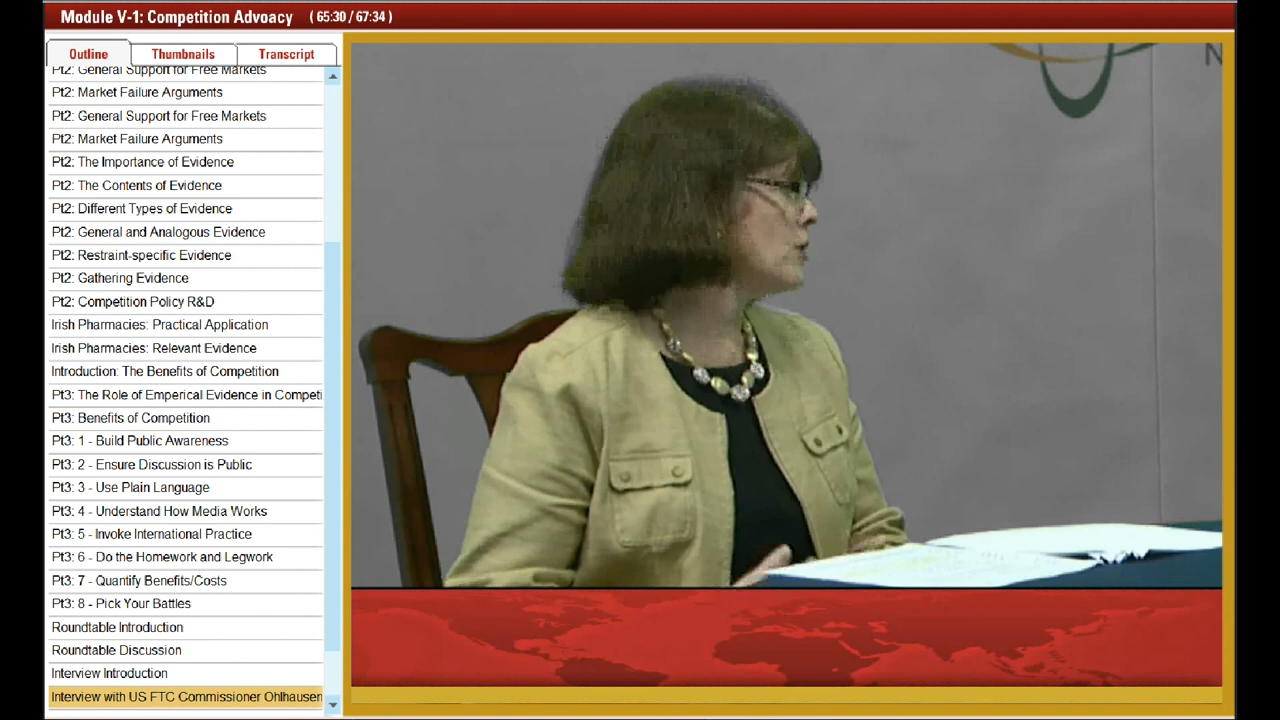 Module V-1: Competition Advocacy ( 65:30 / 67:34 )
Outline Thumbnails Transcript
Pt2: General Support for Free Markets
Pt2: Market Failure Arguments
Pt2: General Support for Free Markets
Pt2: Market Failure Arguments
Pt2: The Importance of Evidence
Pt2: The Contents of Evidence
Pt2: Different Types of Evidence
Pt2: General and Analogous Evidence
Pt2: Restraint-specific Evidence
Pt2: Gathering Evidence
Pt2: Competition Policy R&D
Irish Pharmacies: Practical Application
Irish Pharmacies: Relevant Evidence
Introduction: The Benefits of Competition
Pt3: The Role of Emperical Evidence in Competi
Pt3: Benefits of Competition
Pt3: 1 - Build Public Awareness
Pt3: 2 - Ensure Discussion is Public
Pt3: 3 - Use Plain Language
Pt3: 4 - Understand How Media Works
Pt3: 5 - Invoke International Practice
Pt3: 6 - Do the Homework and Legwork
Pt3: 7 - Quantify Benefits/Costs
Pt3: 8 - Pick Your Battles
Roundtable Introduction
Roundtable Discussion
Interview Introduction
Interview with US FTC Commissioner Ohlhausen
N